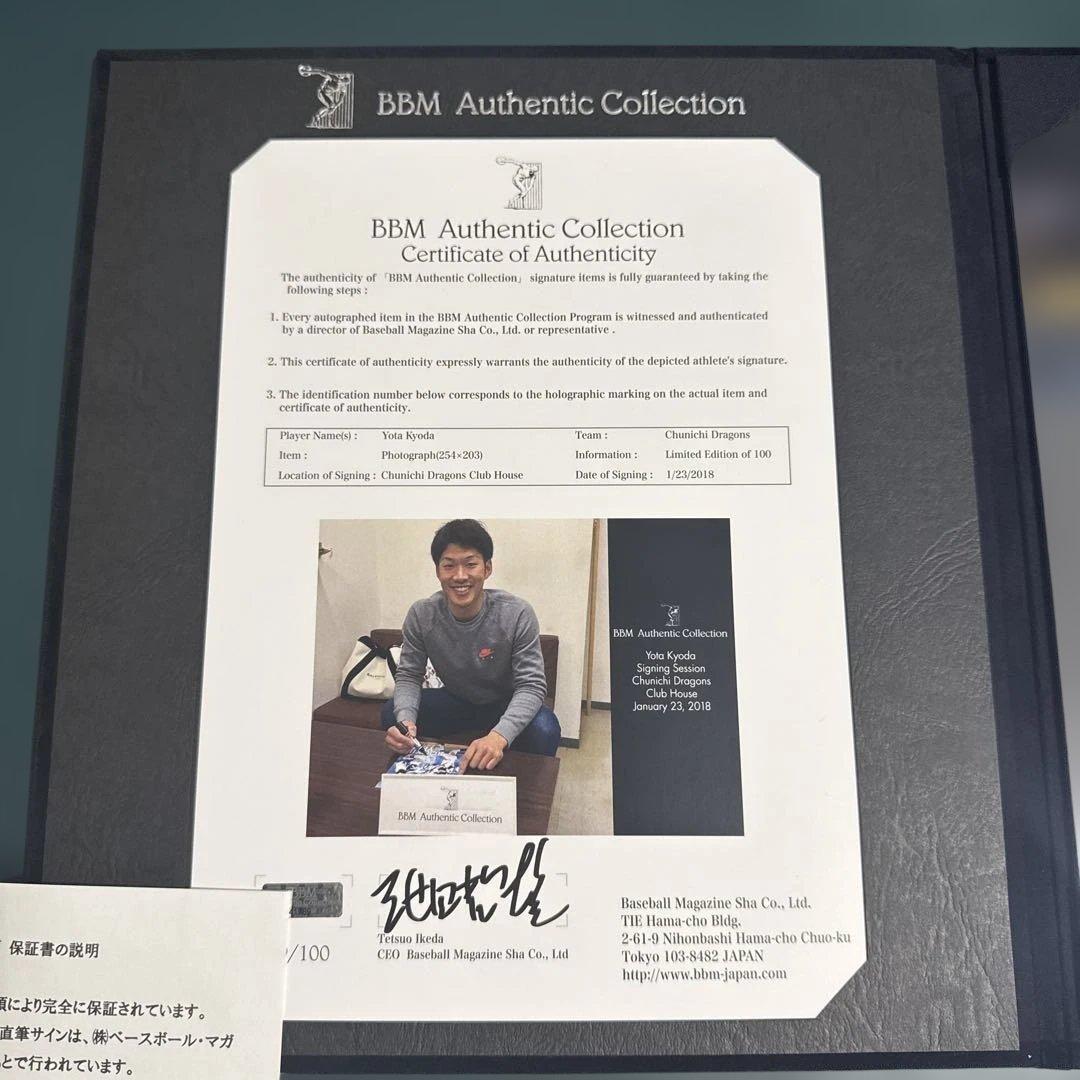 BBM Authentic Collection
BBM Authentic Collection
Certificate of Authenticity
The authenticity of 「BBM Authentic Collection」 signature items is fully guaranteed by taking the
following steps :
1. Every autographed item in the BBM Authentic Collection Program is witnessed and authenticated
by a director of Baseball Magazine Sha Co., Ltd. or representative .
2. This certificate of authenticity expressly warrants the authenticity of the depicted athlete's signature.
3. The identification number below corresponds to the holographic marking on the actual item and
certificate of authenticity.
Player Name(s) : Yota Kyoda Team : Chunichi Dragons
Item : Photograph(254×203) Information : Limited Edition of 100
Location of Signing : Chunichi Dragons Club House Date of Signing : 1/23/2018
BBM Authentic Collection
Yota Kyoda
Signing Session
Chunichi Dragons
Club House
January 23, 2018
BBM Authentic Collection
Tetsuo Ikeda
CEO Baseball Magazine Sha Co., Ltd
/100
Baseball Magazine Sha Co., Ltd.
TIE Hama-cho Bldg.
2-61-9 Nihonbashi Hama-cho Chuo-ku
Tokyo 103-8482 JAPAN
http://www.bbm-japan.com
保証書の説明
により完全に保証されています。
直筆サインは、㈱ベースボール・マガ
とで行われています。